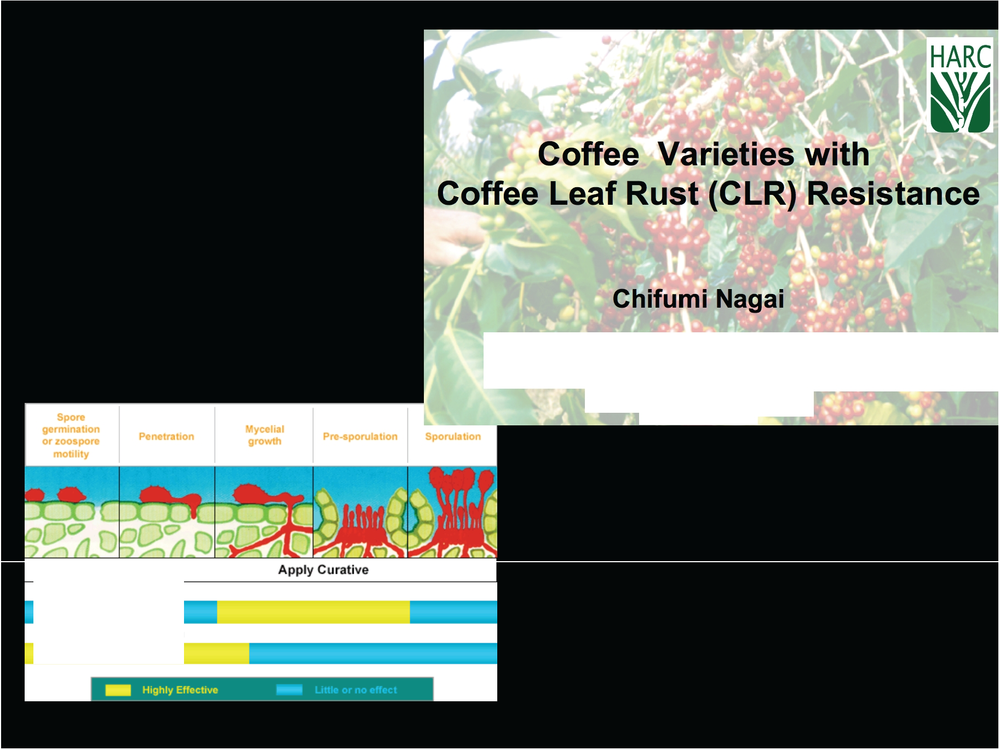 HARC
Coffee Varieties with
Coffee Leaf Rust (CLR) Resistance
Chifumi Nagai
Spore
germination
or zoospore
motility
Penetration
Mycelial
growth
Pre-sporulation
Sporulation
Apply Curative
Highly Effective
Little or no effect